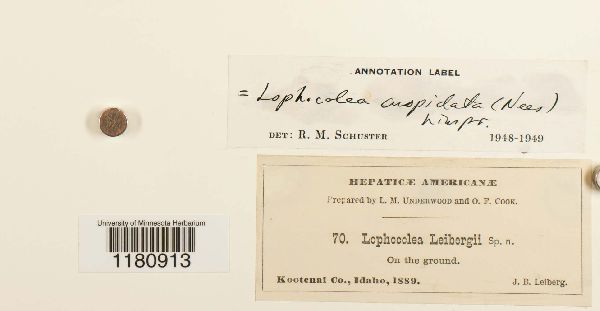 ANNOTATION LABEL
= Lophocolea cuspidata (Nees)
Limpr.
DET: R. M. SCHUSTER 1948-1949
HEPATICÆ AMERICANÆ
Prepared by L. M. UNDERWOOD and O. F. COOK.
70. Lophocolea Leibergii Sp. n.
On the ground.
Kootenai Co., Idaho, 1889. J. B. Leiberg.
University of Minnesota Herbarium
1180913